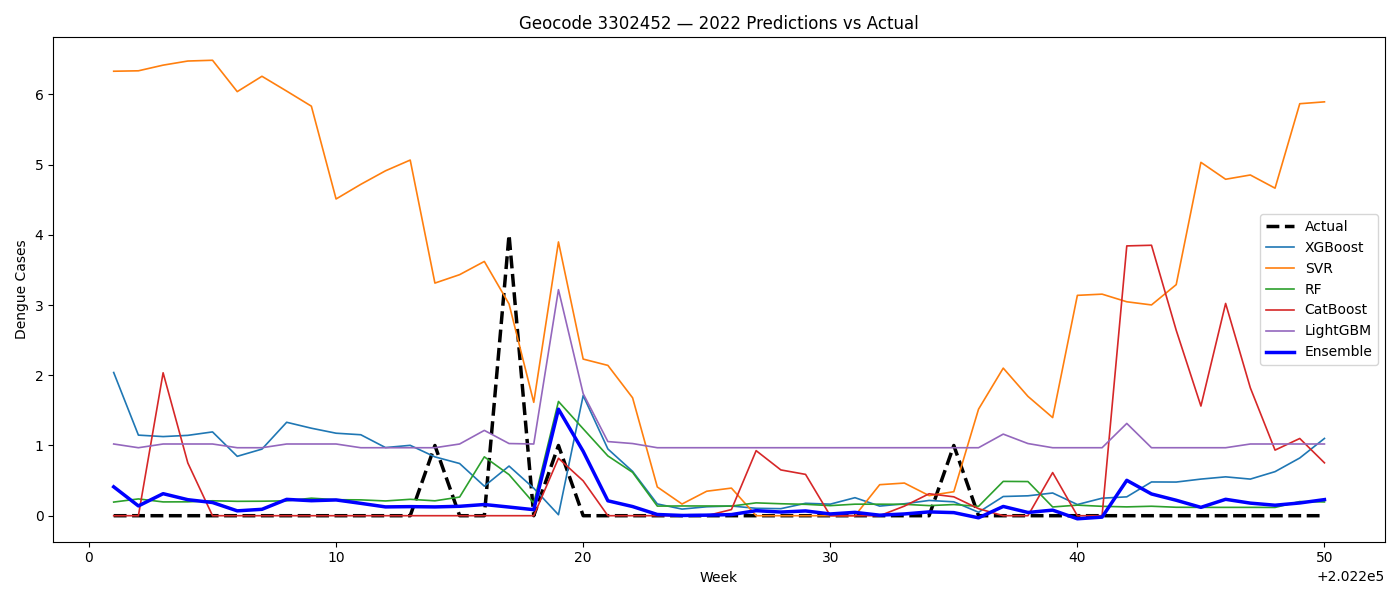 Geocode 3302452 — 2022 Predictions vs Actual
Dengue Cases
6
5
4
3
2
1
0
Actual
XGBoost
SVR
RF
CatBoost
LightGBM
Ensemble
0 10 20 30 40 50
Week
+2.022e5